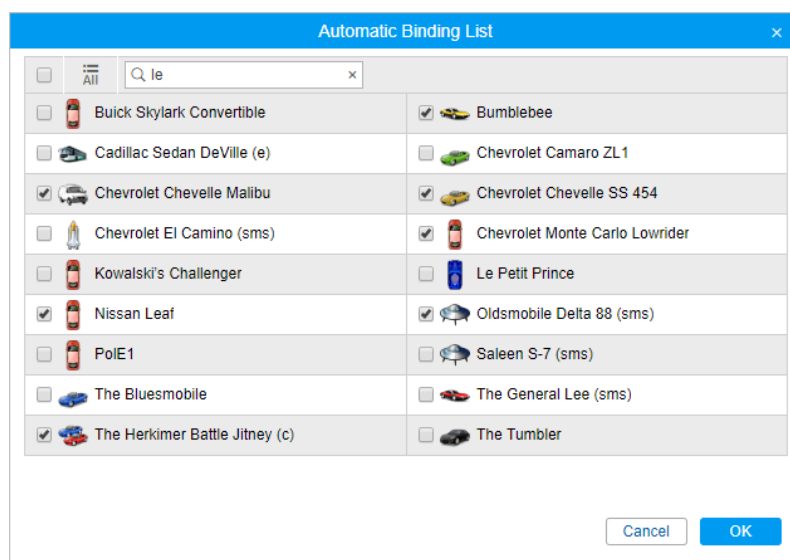 Automatic Binding List ×
All le ×
Buick Skylark Convertible Bumblebee
Cadillac Sedan DeVille (e) Chevrolet Camaro ZL1
Chevrolet Chevelle Malibu Chevrolet Chevelle SS 454
Chevrolet El Camino (sms) Chevrolet Monte Carlo Lowrider
Kowalski's Challenger Le Petit Prince
Nissan Leaf Oldsmobile Delta 88 (sms)
PolE1 Saleen S-7 (sms)
The Bluesmobile The General Lee (sms)
The Herkimer Battle Jitney (c) The Tumbler
Cancel OK